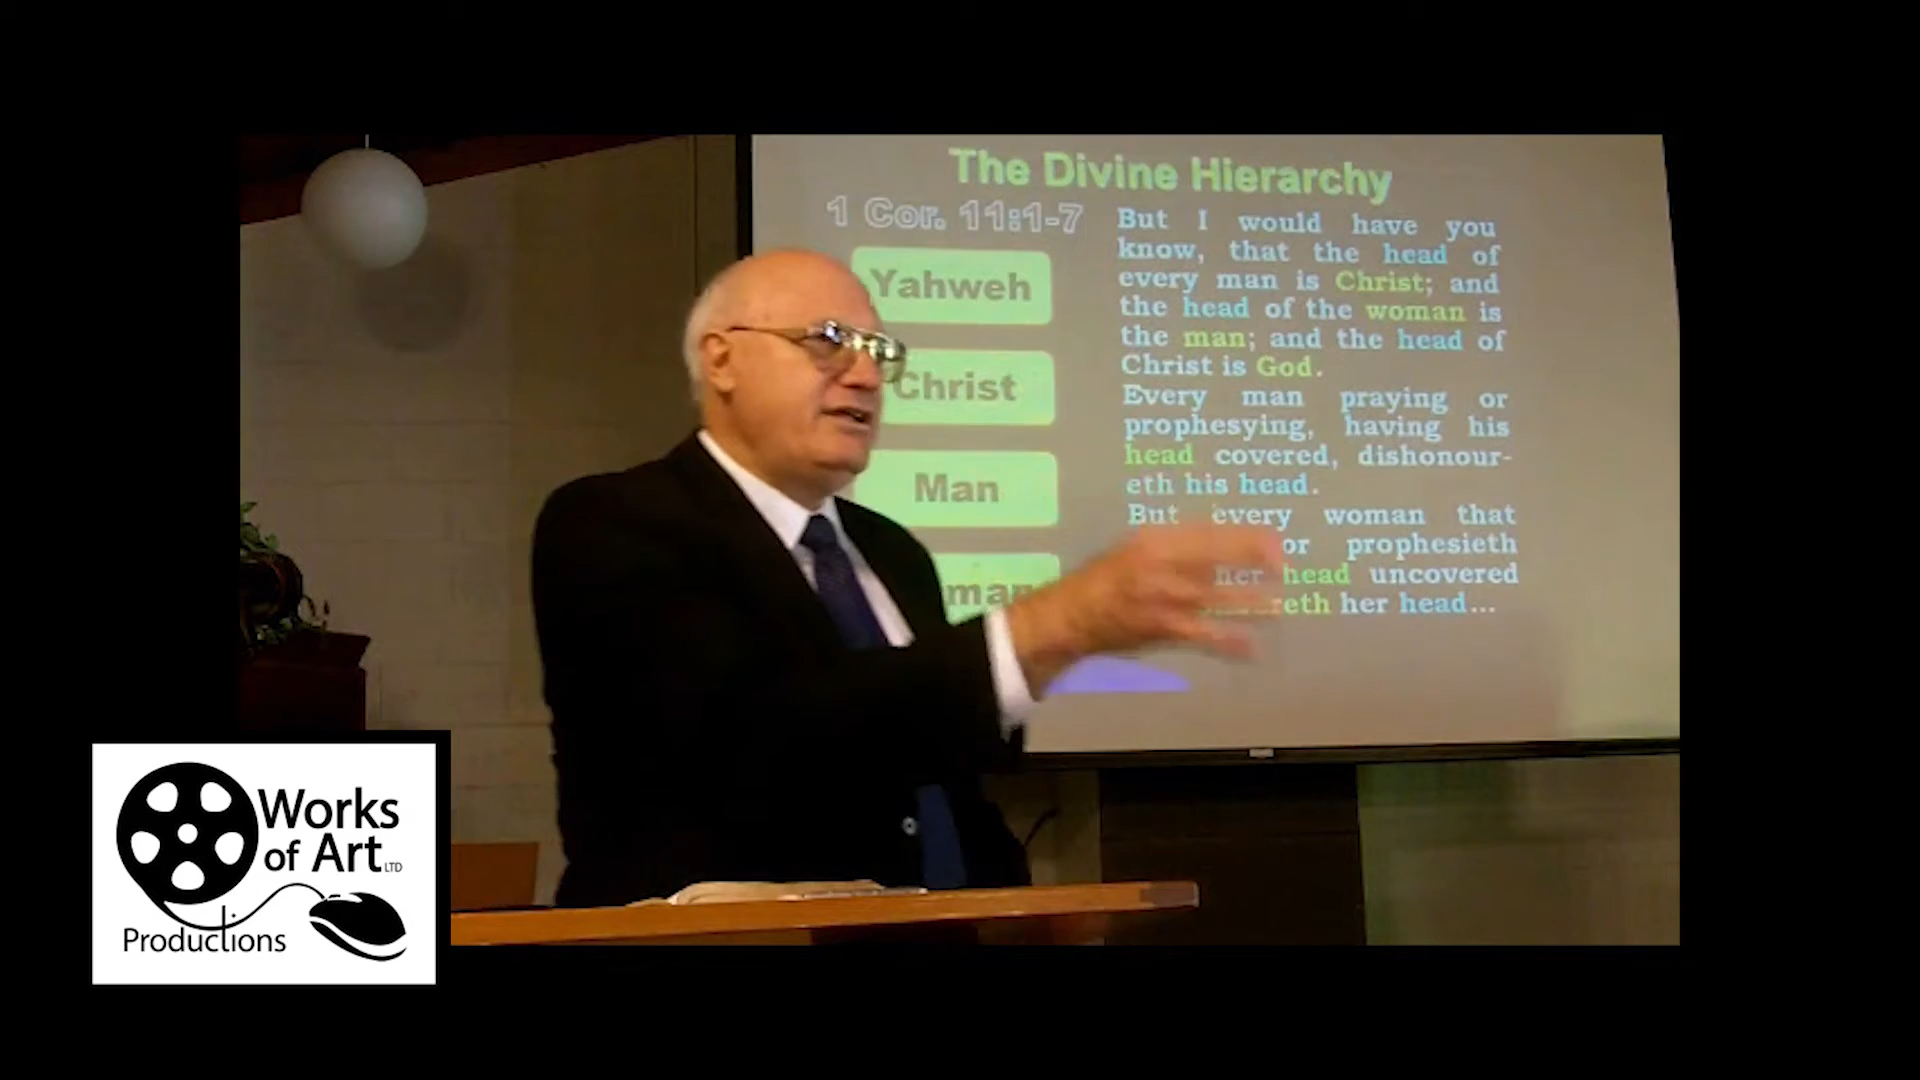 The Divine Hierarchy
1 Cor. 11:1-7
Yahweh
Christ
Man
But I would have you
know, that the head of
every man is Christ; and
the head of the woman is
the man; and the head of
Christ is God.
Every man praying or
prophesying, having his
head covered, dishonour-
eth his head.
But every woman that
or prophesieth
her head uncovered
her head...
Works
of Art LTD
Productions